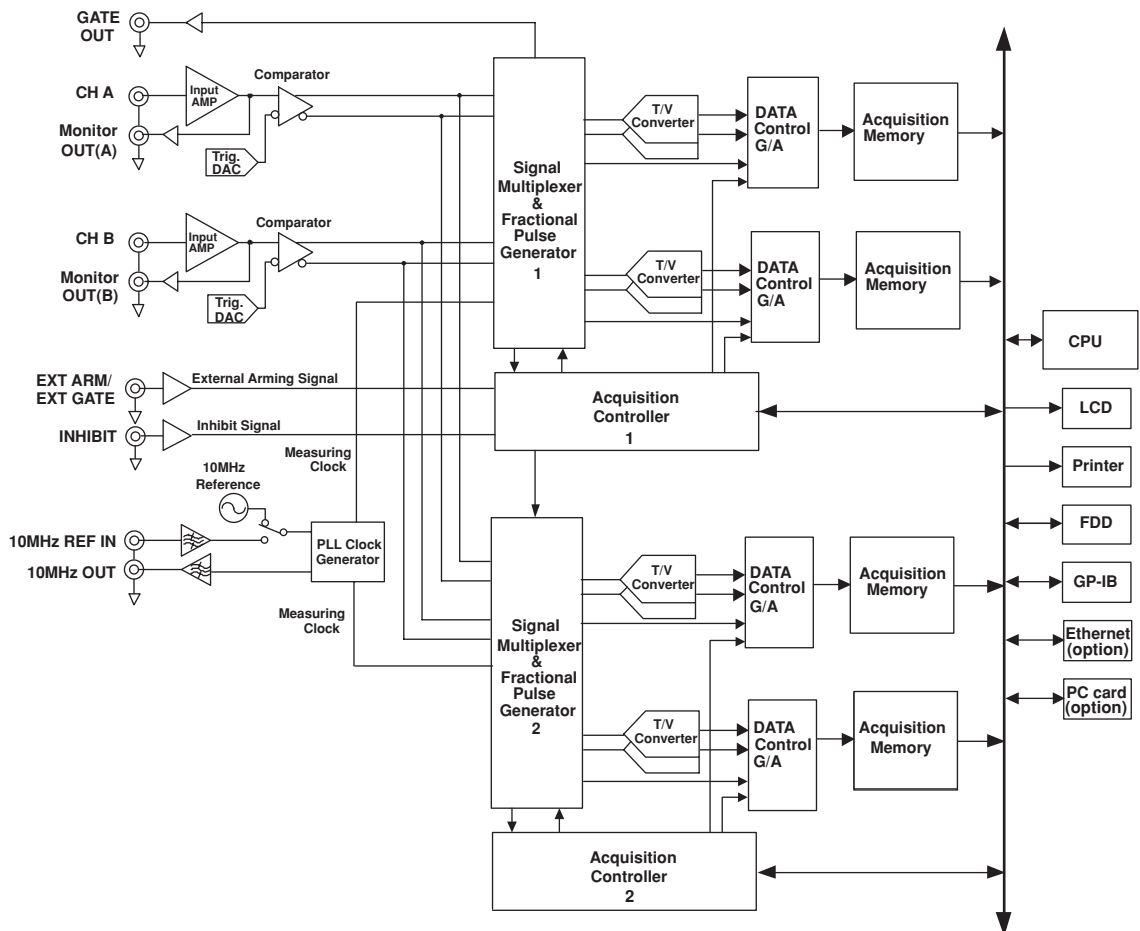 GATE
OUT
CH A
Input
AMP
Comparator
Monitor
OUT(A)
Trig.
DAC
CH B
Input
AMP
Comparator
Monitor
OUT(B)
Trig.
DAC
EXT ARM/
EXT GATE
External Arming Signal
INHIBIT
Inhibit Signal
Measuring
Clock
10MHz
Reference
10MHz REF IN
10MHz OUT
PLL Clock
Generator
Measuring
Clock
Signal
Multiplexer
&
Fractional
Pulse
Generator
1
T/V
Converter
DATA
Control
G/A
Acquisition
Memory
T/V
Converter
DATA
Control
G/A
Acquisition
Memory
Acquisition
Controller
1
Signal
Multiplexer
&
Fractional
Pulse
Generator
2
T/V
Converter
DATA
Control
G/A
Acquisition
Memory
T/V
Converter
DATA
Control
G/A
Acquisition
Memory
Acquisition
Controller
2
CPU
LCD
Printer
FDD
GP-IB
Ethernet
(option)
PC card
(option)